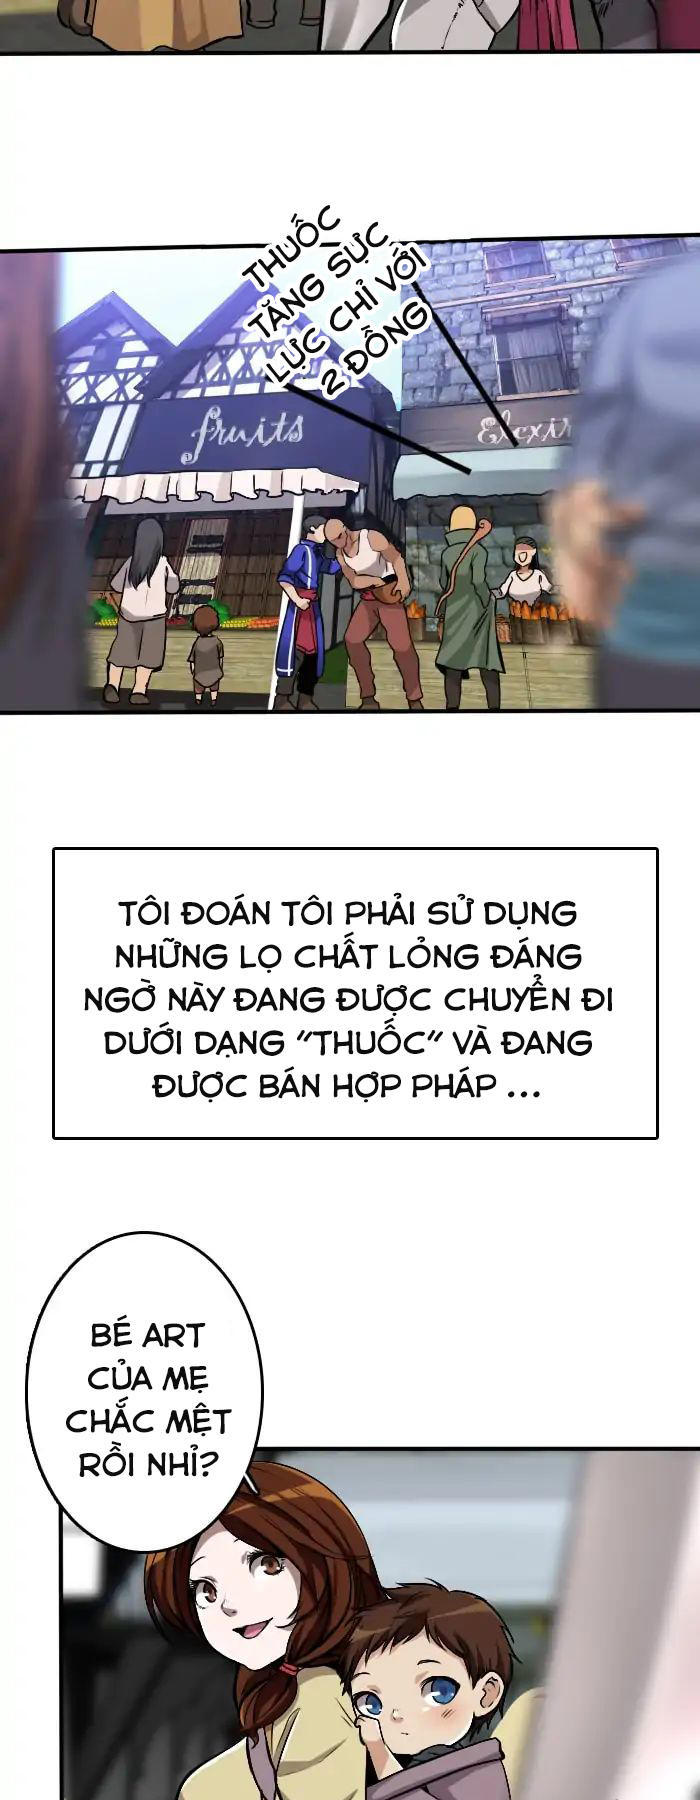 THUỐC
TĂNG SỨC
LỰC CHỈ VỚI
2 ĐỒNG
fruits
Elexir
TÔI ĐOÁN TÔI PHẢI SỬ DỤNG
NHỮNG LỌ CHẤT LỎNG ĐÁNG
NGỜ NÀY ĐANG ĐƯỢC CHUYỂN ĐI
DƯỚI DẠNG "THUỐC" VÀ ĐANG
ĐƯỢC BÁN HỢP PHÁP ...
BÉ ART
CỦA MẸ
CHẮC MỆT
RỒI NHỈ?